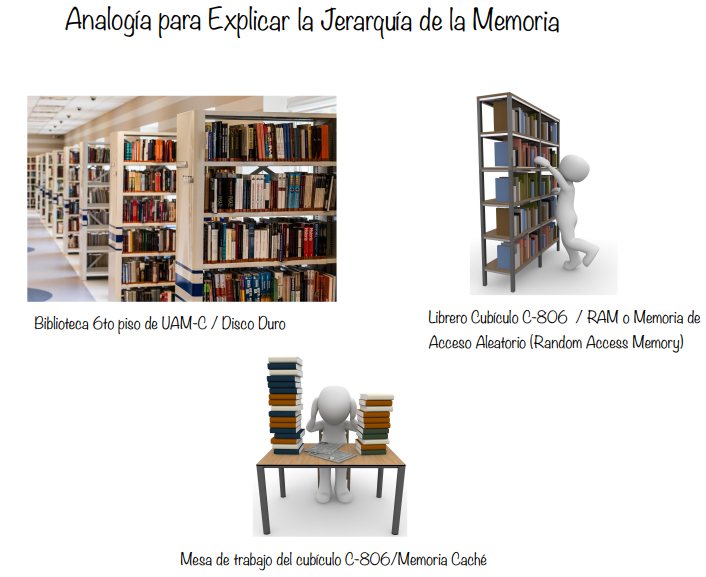 Analogía para Explicar la Jerarquía de la Memoria
Biblioteca 6to piso de UAM-C / Disco Duro
Librero Cubículo C-806 / RAM o Memoria de
Acceso Aleatorio (Random Access Memory)
Mesa de trabajo del cubículo C-806/Memoria Caché